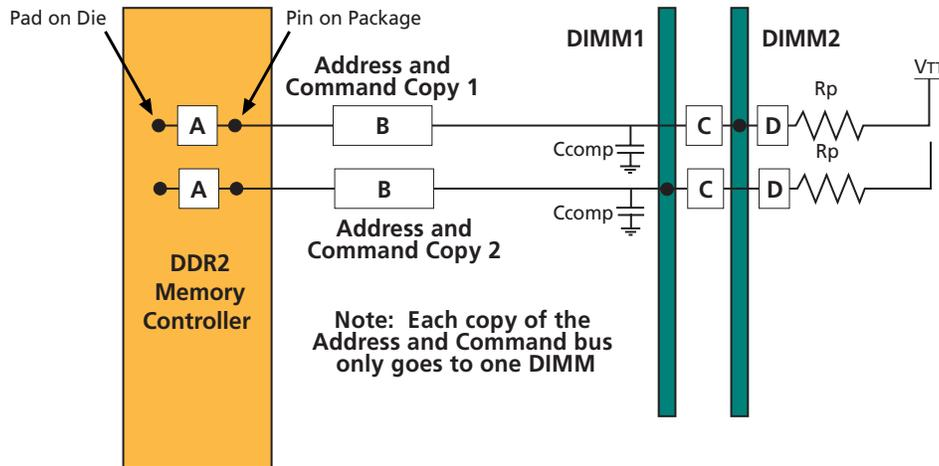 Pad on Die
Pin on Package
DIMM1
DIMM2
Address and
Command Copy 1
VTT
Rp
A
B
C
D
Ccomp
Rp
A
B
C
D
Ccomp
Address and
Command Copy 2
DDR2
Memory
Controller
Note: Each copy of the
Address and Command bus
only goes to one DIMM